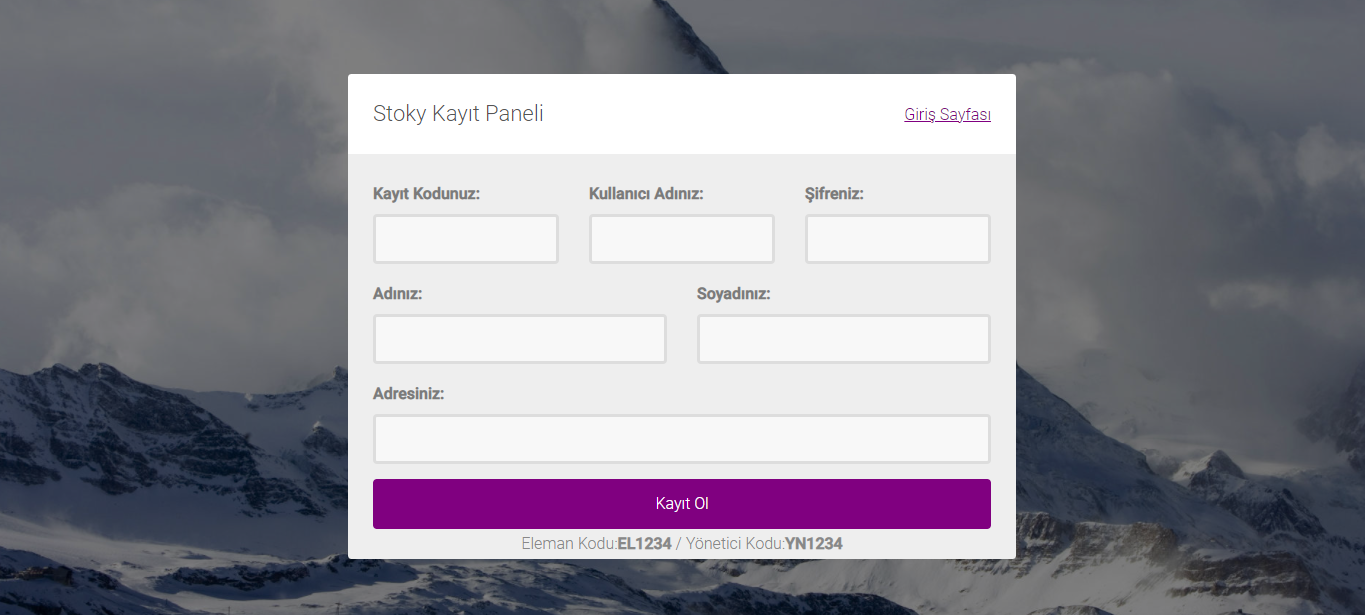 Stoky Kayıt Paneli Giriş Sayfası
Kayıt Kodunuz: Kullanıcı Adınız: Şifreniz:
Adınız: Soyadınız:
Adresiniz:
Kayıt Ol
Eleman Kodu:EL1234 / Yönetici Kodu:YN1234